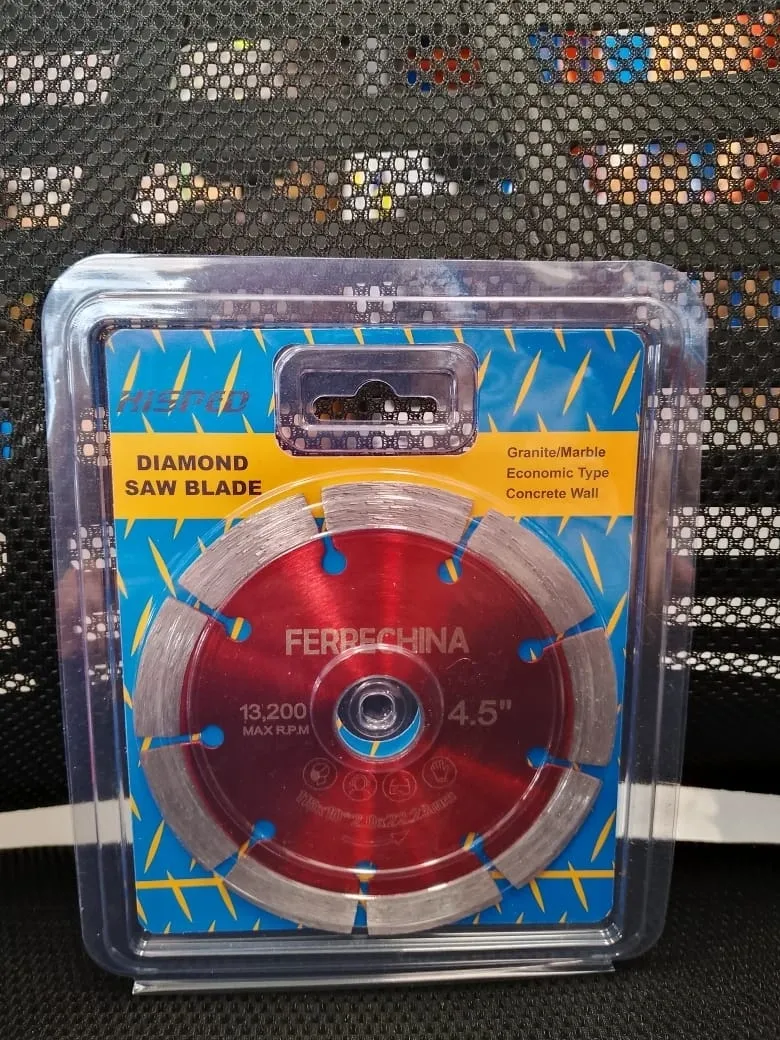 HISPED
DIAMOND
SAW BLADE
Granite/Marble
Economic Type
Concrete Wall
FERRECHINA
13,200
MAX R.P.M
4.5"